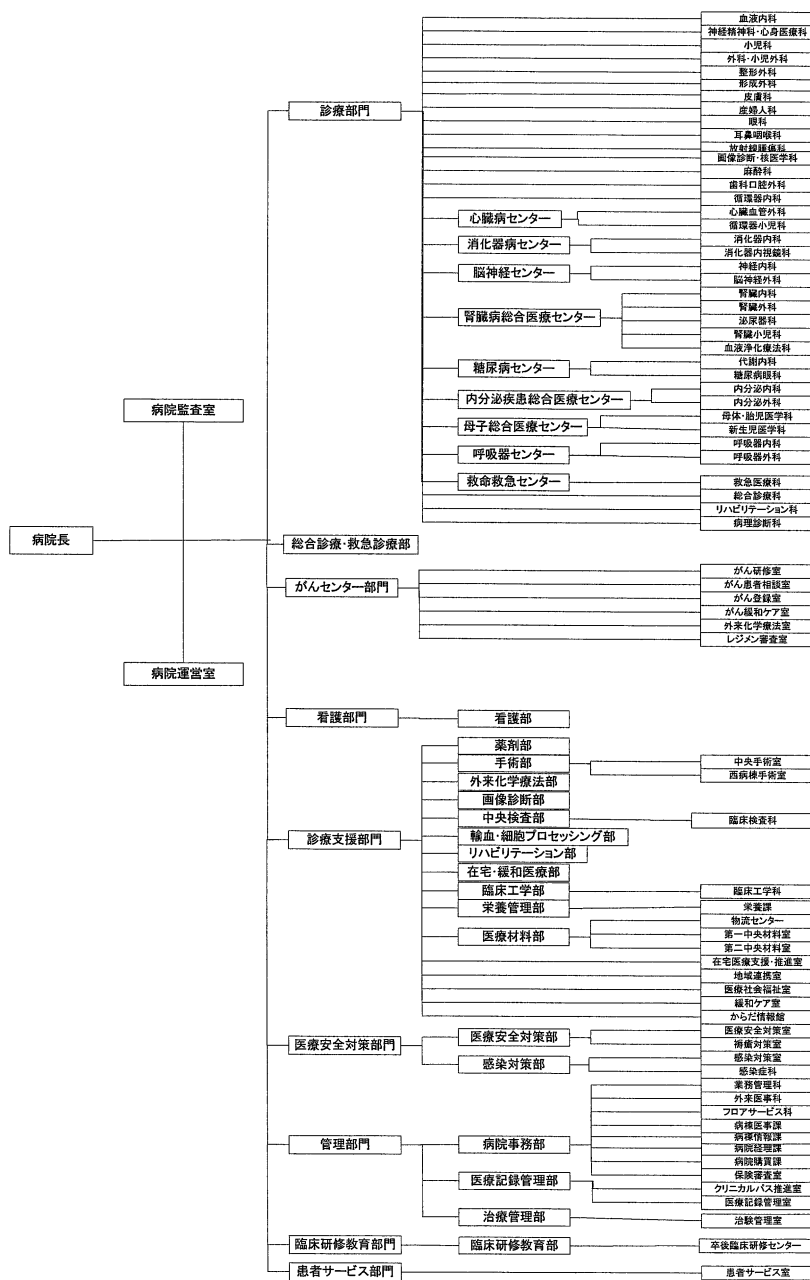 病院長
病院監査室
病院運営室
診療部門
血液内科
神経精神科・心身医療科
小児科
外科・小児外科
整形外科
形成外科
皮膚科
産婦人科
眼科
耳鼻咽喉科
放射線腫瘍科
画像診断・核医学科
麻酔科
歯科口腔外科
循環器内科
心臓病センター
心臓血管外科
循環器小児科
消化器病センター
消化器内科
消化器内視鏡科
脳神経センター
神経内科
脳神経外科
腎臓病総合医療センター
腎臓内科
腎臓外科
泌尿器科
腎臓小児科
血液浄化療法科
糖尿病センター
代謝内科
糖尿病眼科
内分泌疾患総合医療センター
内分泌内科
内分泌外科
母子総合医療センター
母体・胎児医学科
新生児医学科
呼吸器センター
呼吸器内科
呼吸器外科
救命救急センター
救急医療科
総合診療科
リハビリテーション科
病理診断科
総合診療・救急診療部
がんセンター部門
がん研修室
がん患者相談室
がん登録室
がん緩和ケア室
外来化学療法室
レジメン審査室
看護部門
看護部
診療支援部門
薬剤部
手術部
中央手術室
西病棟手術室
外来化学療法部
画像診断部
中央検査部
臨床検査科
輸血・細胞プロセッシング部
リハビリテーション部
在宅・緩和医療部
臨床工学部
臨床工学科
栄養管理部
栄養課
医療材料部
物流センター
第一中央材料室
第二中央材料室
在宅医療支援・推進室
地域連携室
医療社会福祉室
緩和ケア室
からだ情報館
医療安全対策部門
医療安全対策部
医療安全対策室
褥瘡対策室
感染対策部
感染対策室
感染症科
管理部門
病院事務部
業務管理科
外来医事科
フロアサービス科
病棟医事課
病棟情報課
病院経理課
病院購買課
保険審査室
医療記録管理部
クリニカルパス推進室
医療記録管理室
治療管理部
治験管理室
臨床研修教育部門
臨床研修教育部
卒後臨床研修センター
患者サービス部門
患者サービス室